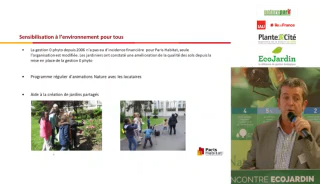 Sensibilisation à l'environnement pour tous
La gestion 0 phyto depuis 2008 n'a pas eu d'incidence financière pour Paris Habitat, seule
l'organisation est modifiée. Les jardiniers ont constaté une amélioration de la qualité des sols depuis la
mise en place de la gestion 0 phyto
Programme régulier d'animations Nature avec les locataires
Aide à la création de jardins partagés
Paris
Habitat
île de France
Plante&Cité
EcoJardin
RENCONTRE ECOJARDIN